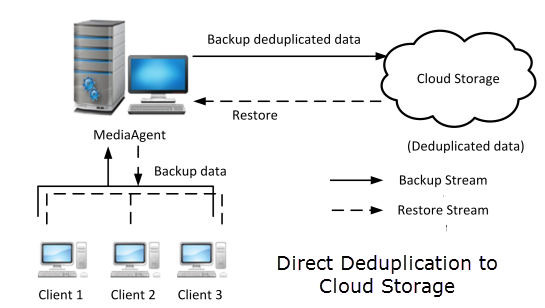 Backup deduplicated data
Cloud Storage
Restore
MediaAgent
(Deduplicated data)
Backup data
Backup Stream
Restore Stream
Direct Deduplication to
Cloud Storage
Client 1
Client 2
Client 3